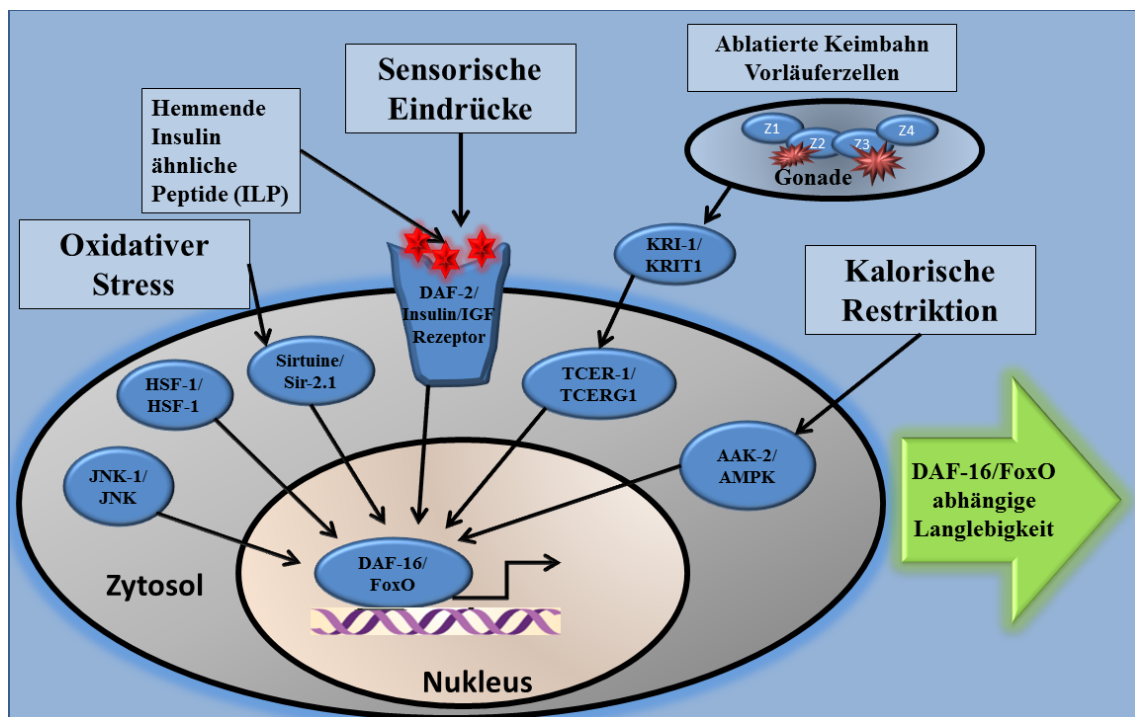 Ablatierte Keimbahn
Vorläuferzellen
Sensorische
Eindrücke
Hemmende
Insulin
ähnliche
Peptide (ILP)
Z1
Z2
Z3
Z4
Gonade
Oxidativer
Stress
KRI-1/
KRIT1
Kalorische
Restriktion
DAF-2/
Insulin/IGF
Rezeptor
Sirtuine/
Sir-2.1
HSF-1/
HSF-1
TCER-1/
TCERG1
JNK-1/
JNK
AAK-2/
AMPK
DAF-16/FoxO
abhängige
Langlebigkeit
DAF-16/
FoxO
Zytosol
Nukleus